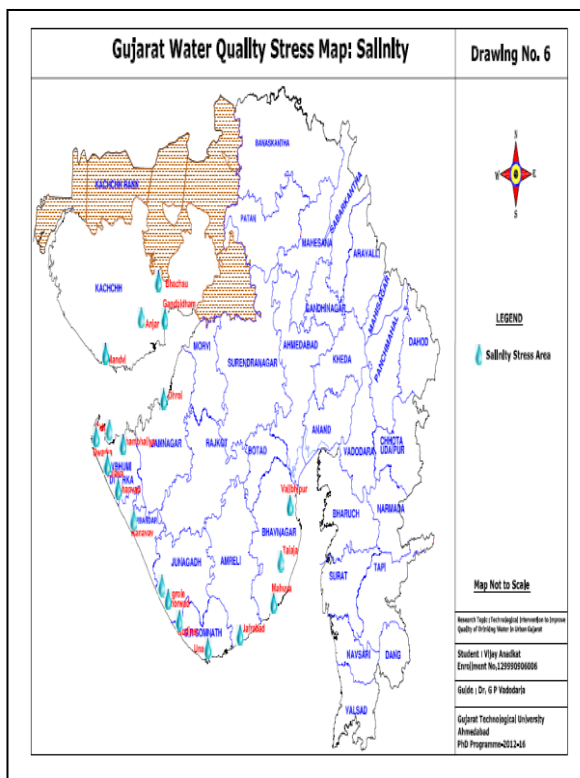 Gujarat Water Quality Stress Map: Salinity
Drawing No. 6
N
W
E
S
BANASKANTHA
KACHCHH RANN
PATAN
MAHESANA
SABARKANTHA
ARAVALLI
KACHCHH
Bhachau
Gandhidham
Anjar
GANDHINAGAR
MAHISAGAR
PANCHMAHAL
DAHOD
LEGEND
Salinity Stress Area
MORVI
SURENDRANAGAR
AHMEDABAD
KHEDA
Mandvi
Dhrol
JAMNAGAR
RAJKOT
BOTAD
ANAND
VADODARA
CHHOTA
UDAIPUR
Vallbhipur
BHARUCH
NARMADA
Ranavav
BHAVNAGAR
JUNAGADH
AMRELI
Talaja
SURAT
TAPI
Mahuva
Jafrabad
Una
NAVSARI
DANG
VALSAD
Map Not to Scale
Research Topic :Technological Intervention to Improve
Quality of Drinking Water in Urban Gujarat
Student : Vijay Anadkat
Enrollment No,129990906006
Guide : Dr, G P Vadodaria
Gujarat Technological University
Ahmedabad
PhD Programme-2012-16